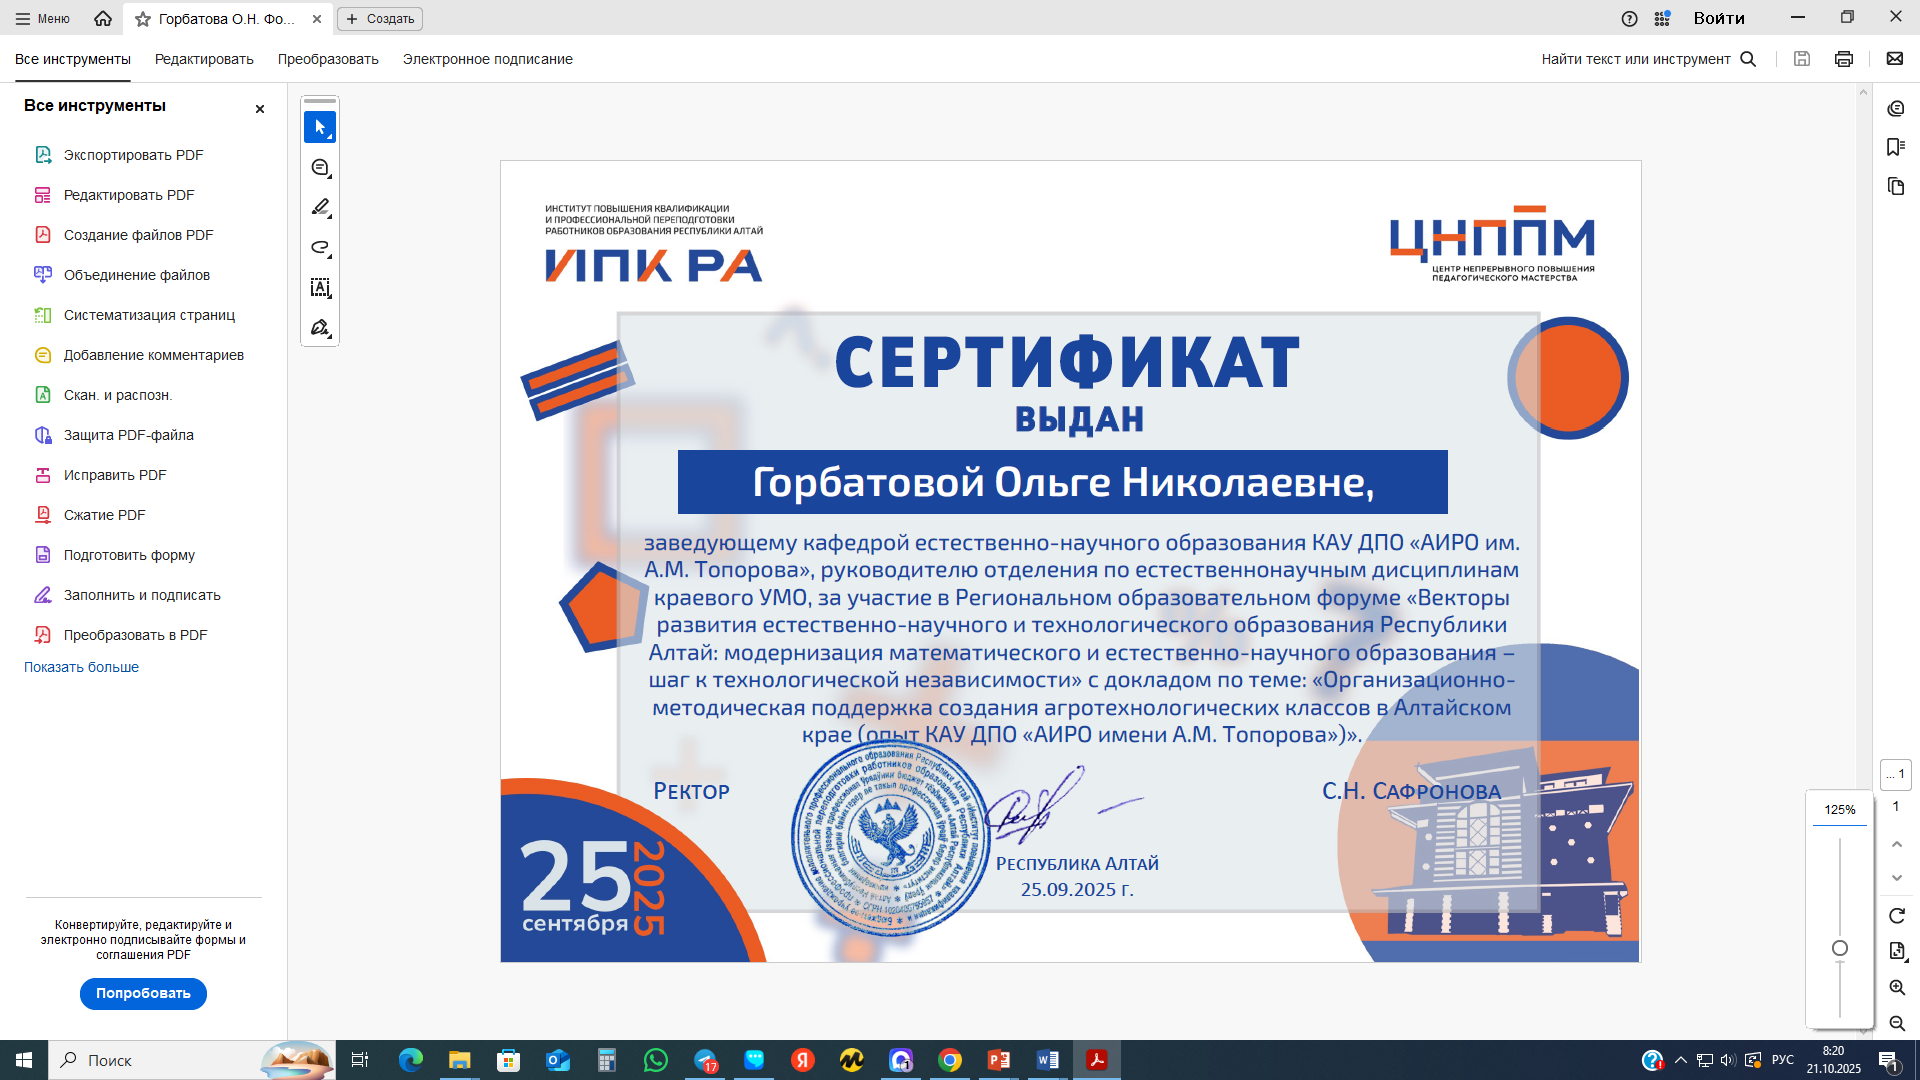 Меню
Горбатова О.Н. Фо...
Создать
Войти
Все инструменты
Редактировать
Преобразовать
Электронное подписание
Найти текст или инструмент
Все инструменты
Экспортировать PDF
Редактировать PDF
Создание файлов PDF
Объединение файлов
Систематизация страниц
Добавление комментариев
Скан. и распозн.
Защита PDF-файла
Исправить PDF
Сжатие PDF
Подготовить форму
Заполнить и подписать
Преобразовать в PDF
Показать больше
Конвертируйте, редактируйте и
электронно подписывайте формы и
соглашения PDF
Попробовать
ИНСТИТУТ ПОВЫШЕНИЯ КВАЛИФИКАЦИИ
И ПРОФЕССИОНАЛЬНОЙ ПЕРЕПОДГОТОВКИ
РАБОТНИКОВ ОБРАЗОВАНИЯ РЕСПУБЛИКИ АЛТАЙ
ИПК РА
ЦНППМ
ЦЕНТР НЕПРЕРЫВНОГО ПОВЫШЕНИЯ
ПЕДАГОГИЧЕСКОГО МАСТЕРСТВА
СЕРТИФИКАТ
ВЫДАН
Горбатовой Ольге Николаевне,
заведующему кафедрой естественно-научного образования КАУ ДПО «АИРО им.
А.М. Топорова», руководителю отделения по естественнонаучным дисциплинам
краевого УМО, за участие в Региональном образовательном форуме «Векторы
развития естественно-научного и технологического образования Республики
Алтай: модернизация математического и естественно-научного образования –
шаг к технологической независимости» с докладом по теме: «Организационно-
методическая поддержка создания агротехнологических классов в Алтайском
крае (опыт КАУ ДПО «АИРО имени А.М. Топорова»)».
Ректор
С.Н. Сафронова
Республика Алтай
25.09.2025 г.
25
сентября
2025
... 1
1
125%
Поиск
17
1
РУС
8:20
21.10.2025
1